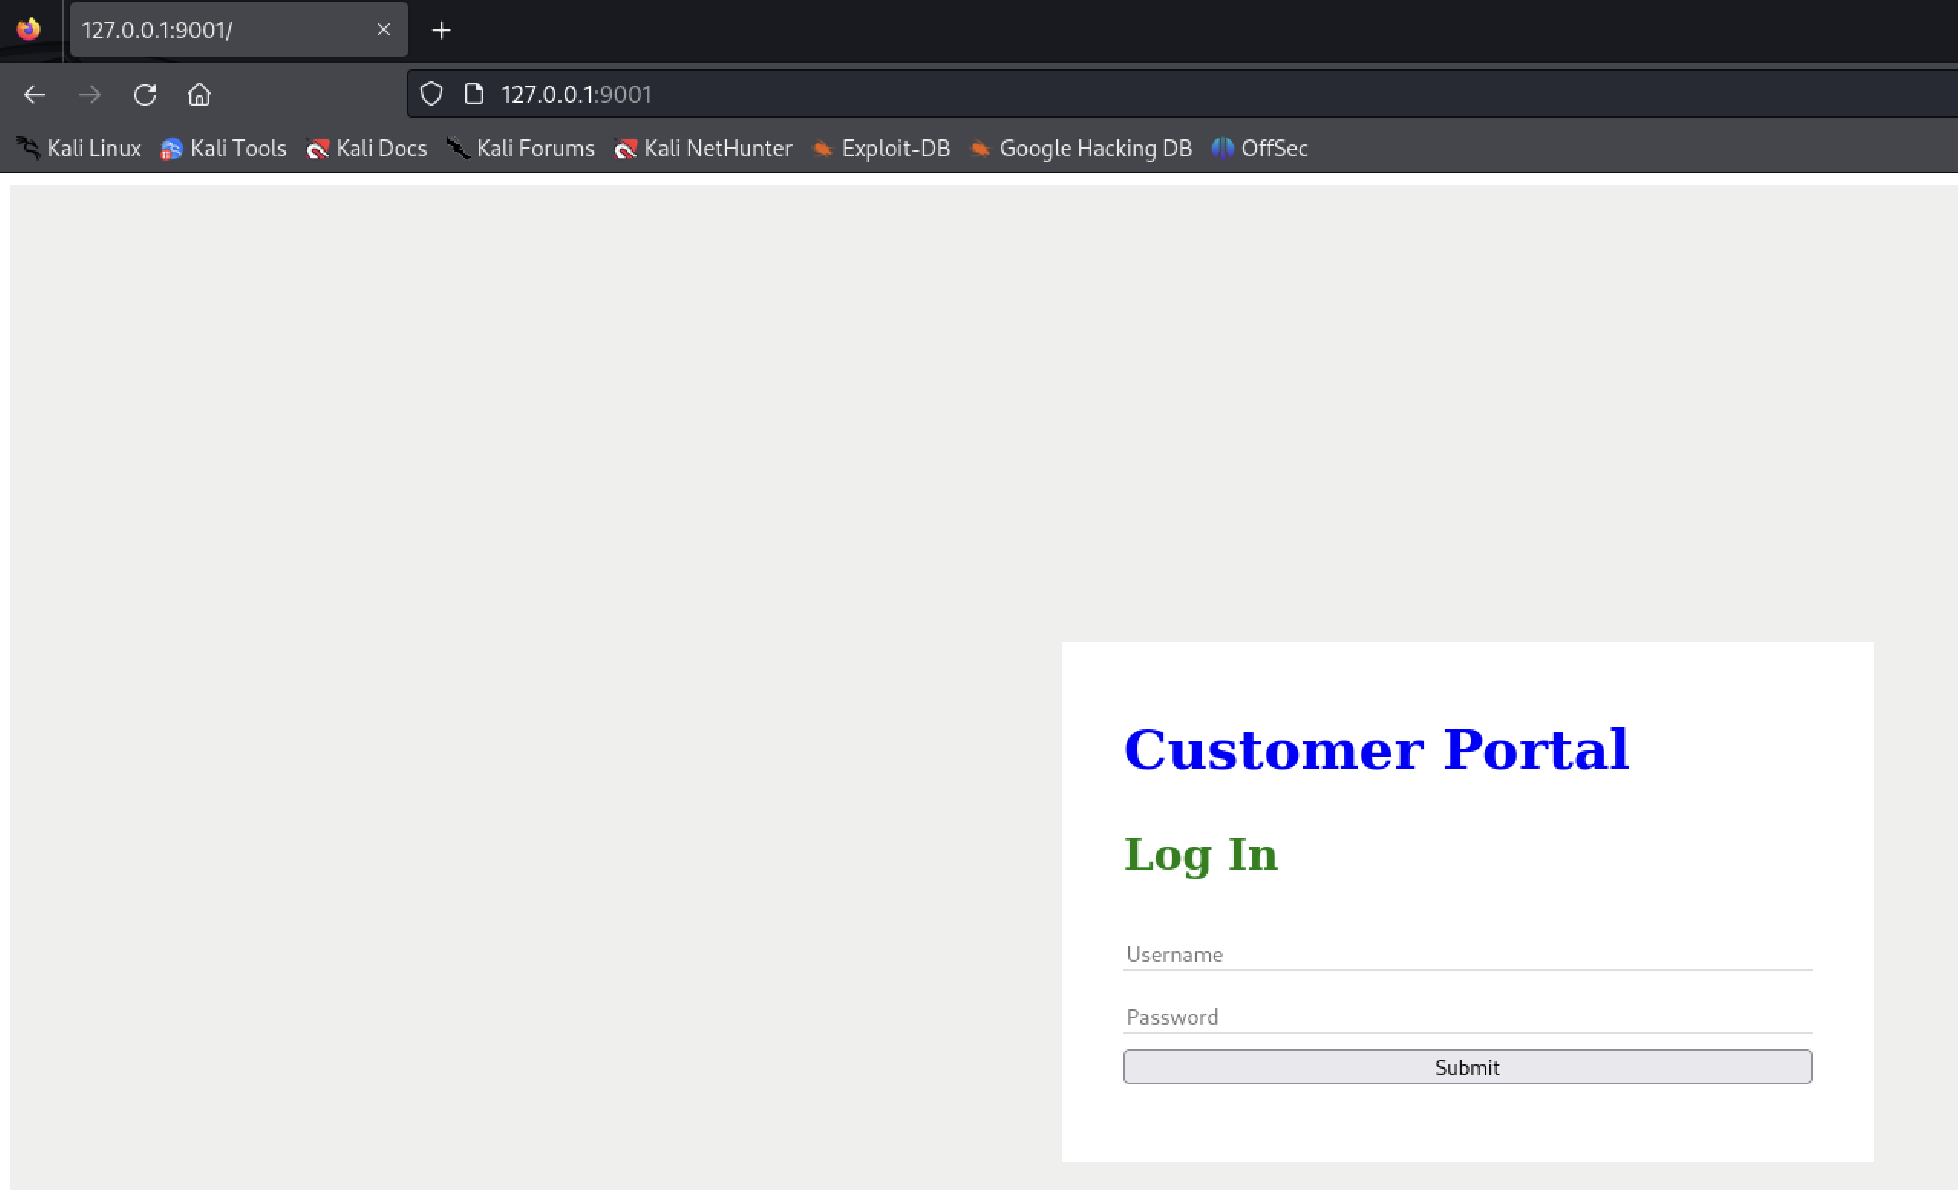 127.0.0.1:9001/
127.0.0.1:9001
Kali Linux Kali Tools Kali Docs Kali Forums Kali NetHunter Exploit-DB Google Hacking DB OffSec
Customer Portal
Log In
Username
Password
Submit